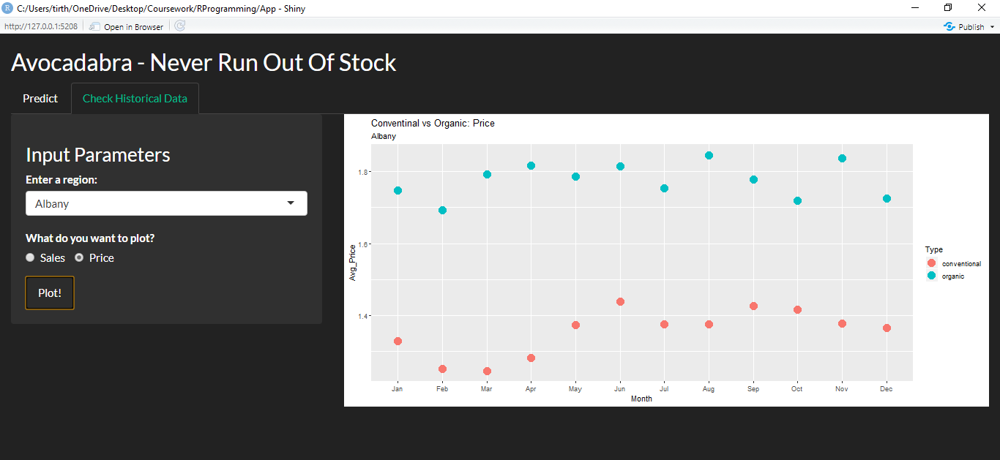 C:/Users/tirth/OneDrive/Desktop/Coursework/RProgramming/App - Shiny
http://127.0.0.1:5208 Open in Browser Publish
Avocadabra - Never Run Out Of Stock
Predict Check Historical Data
Input Parameters
Enter a region:
Albany
What do you want to plot?
Sales Price
Plot!
Conventinal vs Organic: Price
Albany
1.8
1.6
1.4
Avg_Price
Jan Feb Mar Apr May Jun Jul Aug Sep Oct Nov Dec
Month
Type
conventional
organic